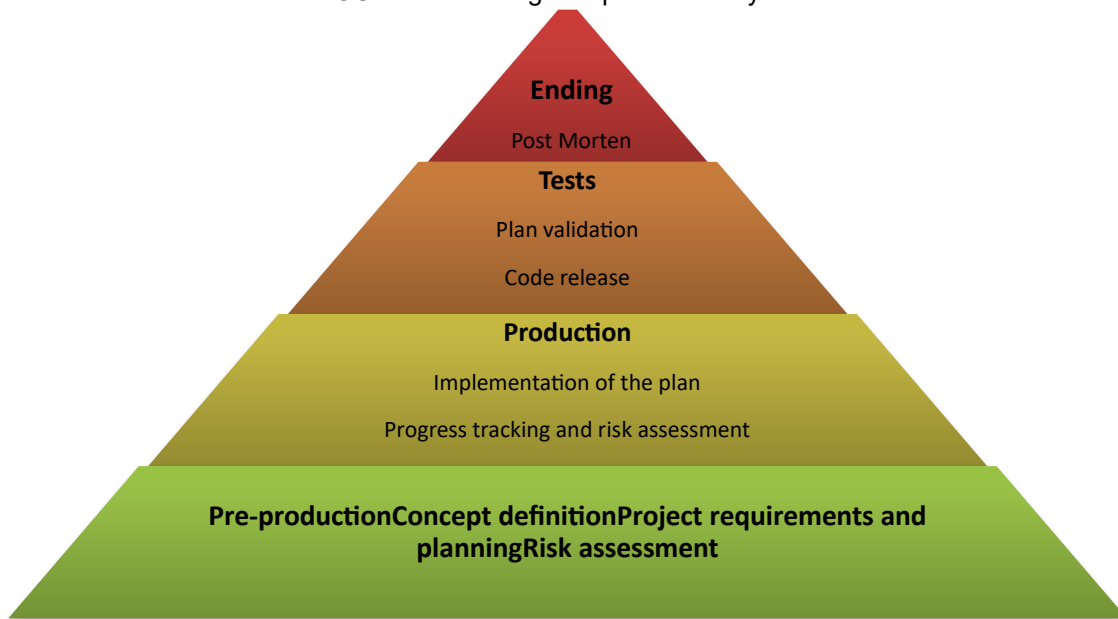 Ending
Post Morten
Tests
Plan validation
Code release
Production
Implementation of the plan
Progress tracking and risk assessment
Pre-productionConcept definitionProject requirements and
planningRisk assessment